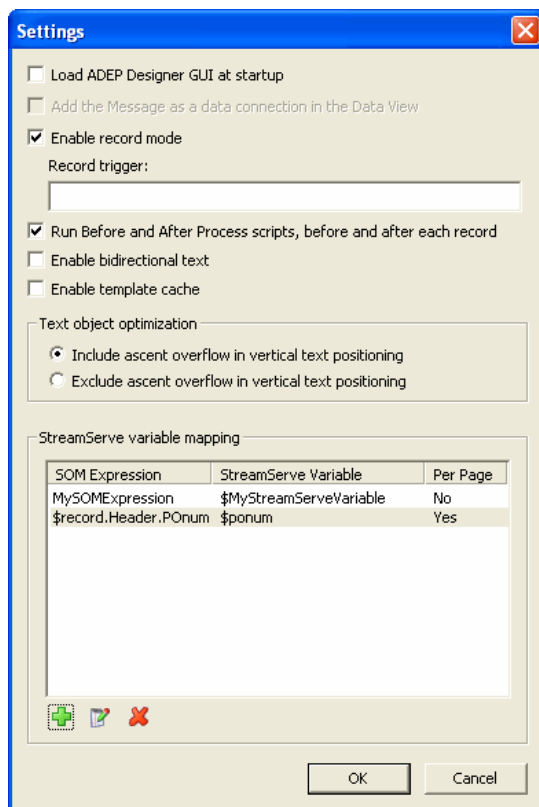 Settings
Load ADEP Designer GUI at startup
Add the Message as a data connection in the Data View
Enable record mode
Record trigger:
Run Before and After Process scripts, before and after each record
Enable bidirectional text
Enable template cache
Text object optimization
Include ascent overflow in vertical text positioning
Exclude ascent overflow in vertical text positioning
StreamServe variable mapping
SOM Expression StreamServe Variable Per Page
MySOMExpression $MyStreamServeVariable No
$record.Header.POnum $ponum Yes
OK Cancel